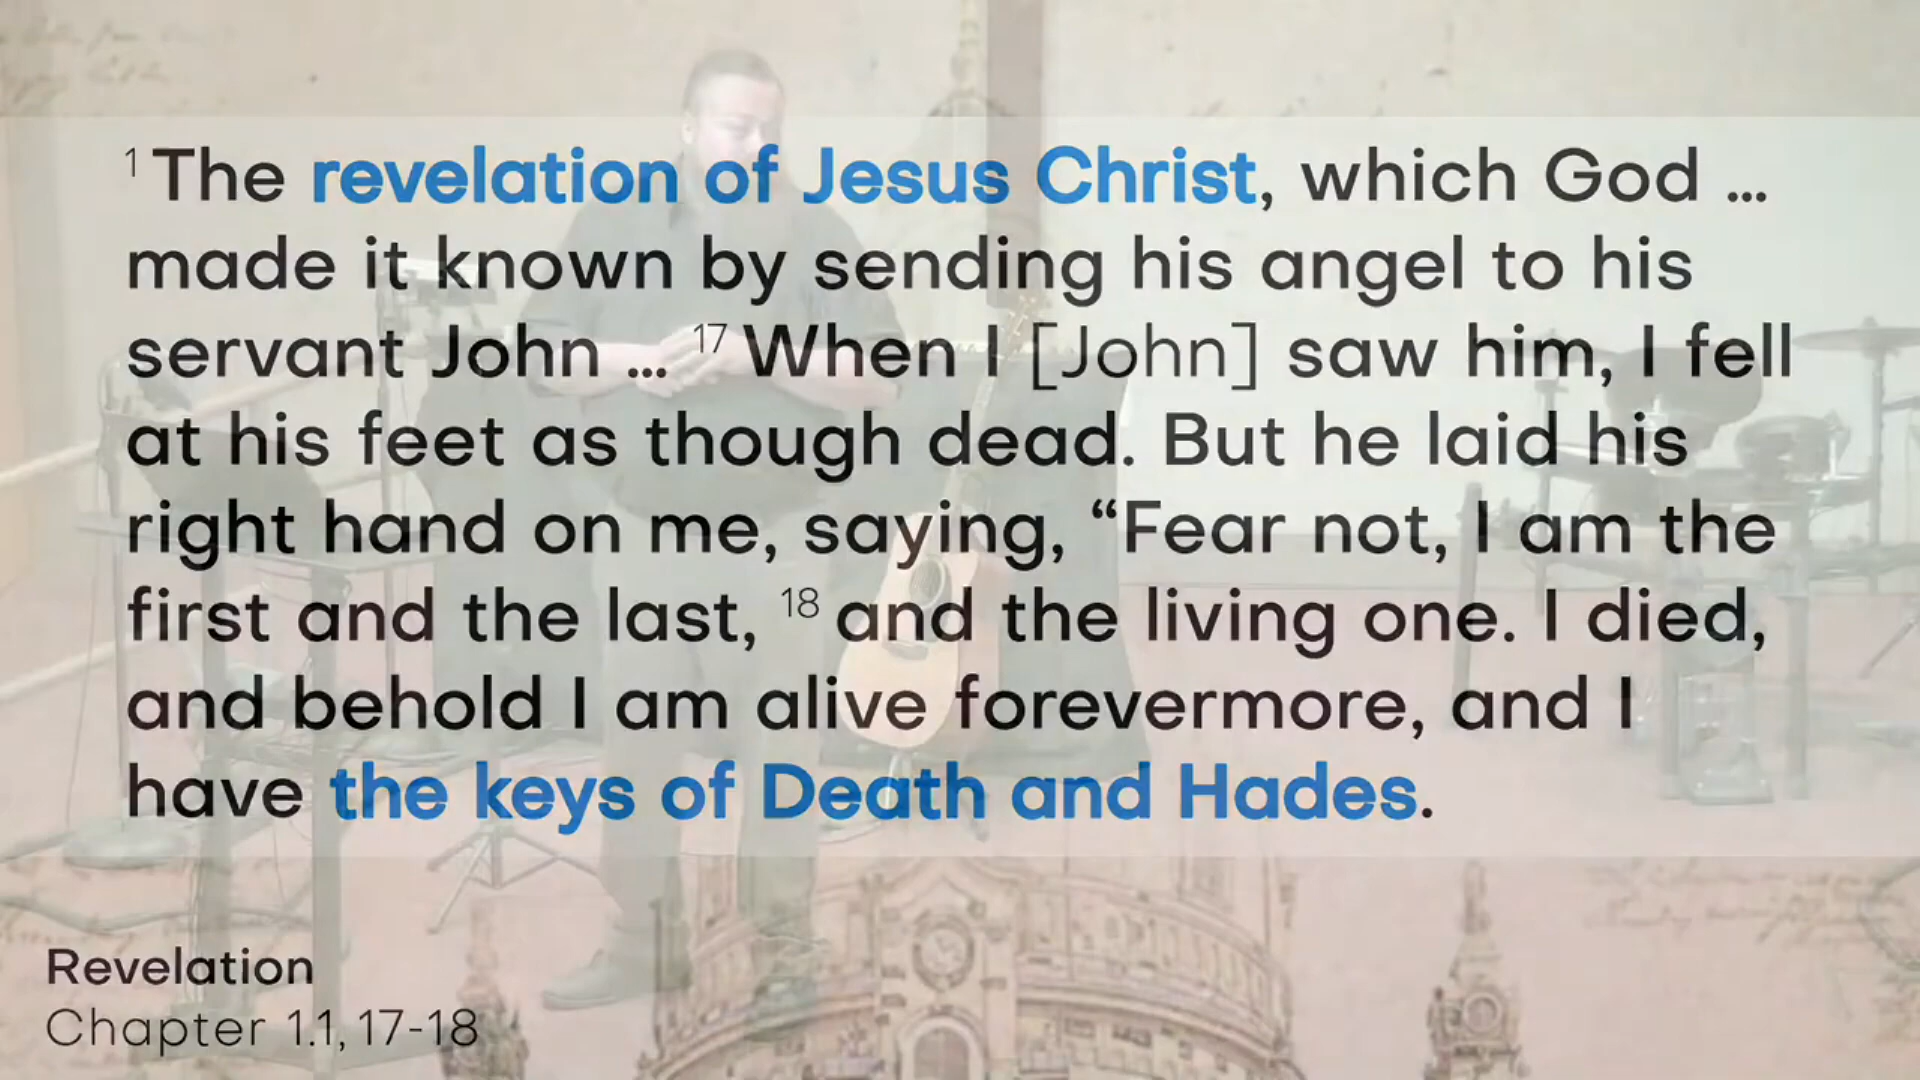 1 The revelation of Jesus Christ, which God ...
made it known by sending his angel to his
servant John ... 17 When I [John] saw him, I fell
at his feet as though dead. But he laid his
right hand on me, saying, “Fear not, I am the
first and the last, 18 and the living one. I died,
and behold I am alive forevermore, and I
have the keys of Death and Hades.
Revelation
Chapter 1.1, 17-18